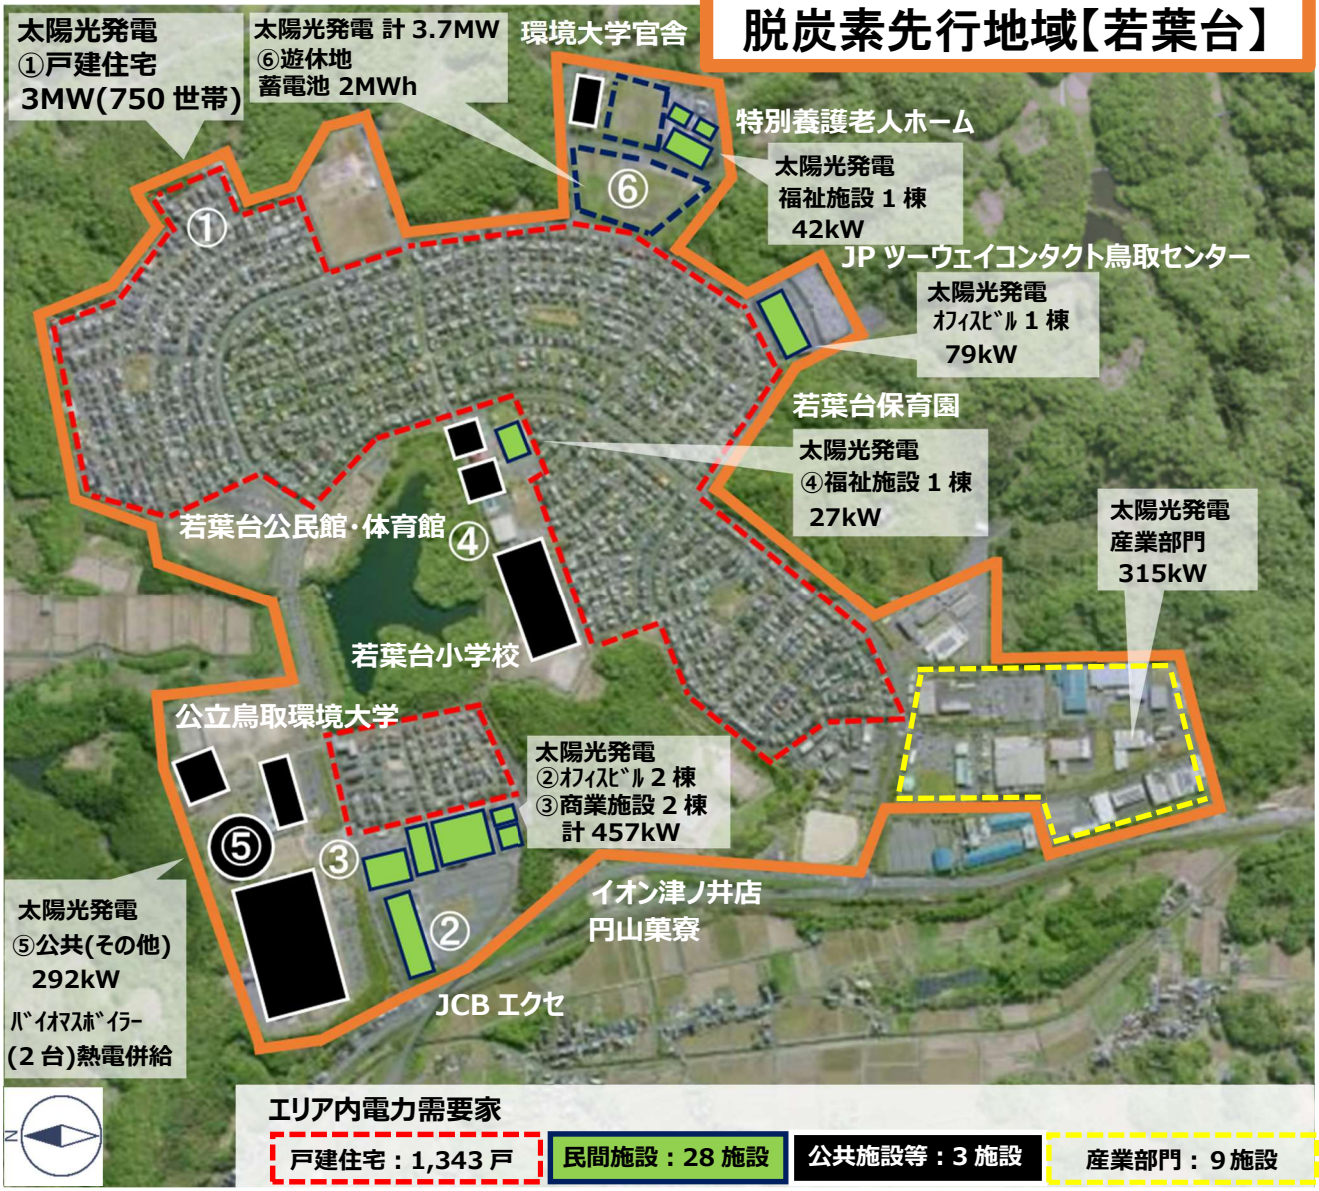 脱炭素先行地域【若葉台】
太陽光発電
①戸建住宅
3MW(750 世帯)
太陽光発電 計 3.7MW
⑥遊休地
蓄電池 2MWh
環境大学官舎
特別養護老人ホーム
太陽光発電
福祉施設 1 棟
42kW
①
⑥
JP ツーウェイコンタクト鳥取センター
太陽光発電
ｵﾌｨｽﾋﾞﾙ 1 棟
79kW
若葉台保育園
太陽光発電
④福祉施設 1 棟
27kW
太陽光発電
産業部門
315kW
若葉台公民館・体育館
④
若葉台小学校
公立鳥取環境大学
太陽光発電
②ｵﾌｨｽﾋﾞﾙ 2 棟
③商業施設 2 棟
計 457kW
⑤
③
②
イオン津ノ井店
円山菓寮
JCB エクセ
太陽光発電
⑤公共(その他)
292kW
ﾊﾞｲｵﾏｽﾎﾞｲﾗｰ
(2 台)熱電併給
N
エリア内電力需要家
戸建住宅：1,343 戸
民間施設：28 施設
公共施設等：3 施設
産業部門：９施設